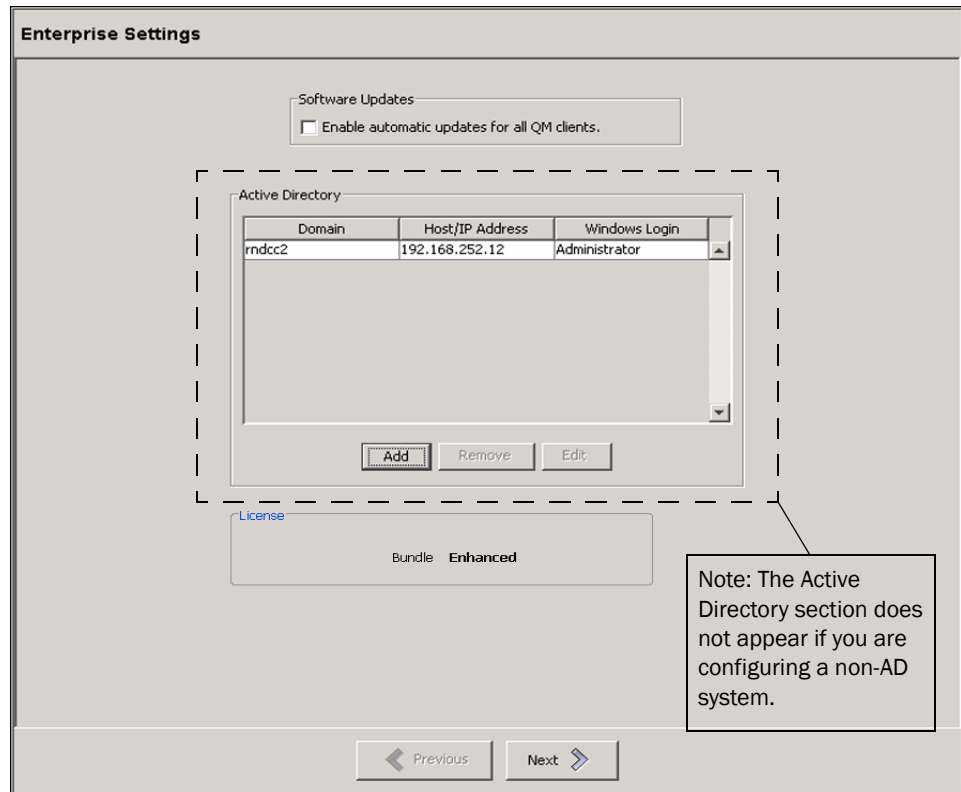 Enterprise Settings
Software Updates
Enable automatic updates for all QM clients.
Active Directory
Domain Host/IP Address Windows Login
rndcc2 192.168.252.12 Administrator
Add Remove Edit
License
Bundle Enhanced
Note: The Active
Directory section does
not appear if you are
configuring a non-AD
system.
Previous Next